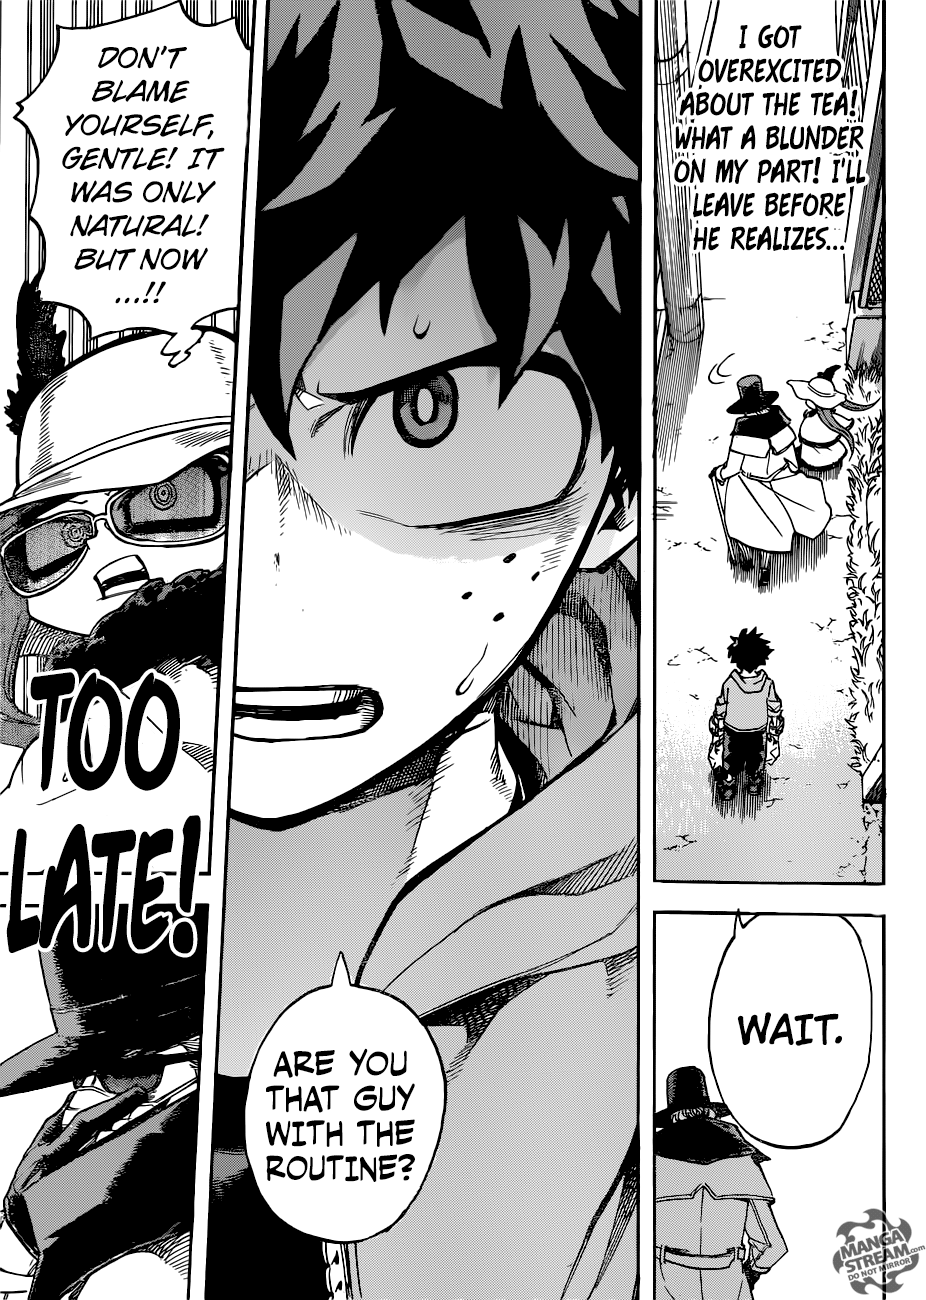 I GOT
OVEREXCITED
ABOUT THE TEA!
WHAT A BLUNDER
ON MY PART! I'LL
LEAVE BEFORE
HE REALIZES...
WAIT.
ARE YOU
THAT GUY
WITH THE
ROUTINE?
DON'T
BLAME
YOURSELF,
GENTLE! IT
WAS ONLY
NATURAL!
BUT NOW
...!!
TOO
LATE!
MANGA
STREAM.com
DO NOT MIRROR